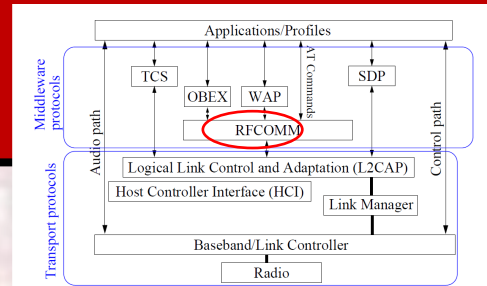 Applications/Profiles
Middleware
protocols
Audio path
TCS
OBEX
WAP
AT Commands
SDP
Control path
RFCOMM
Transport protocols
Logical Link Control and Adaptation (L2CAP)
Host Controller Interface (HCI)
Link Manager
Baseband/Link Controller
Radio